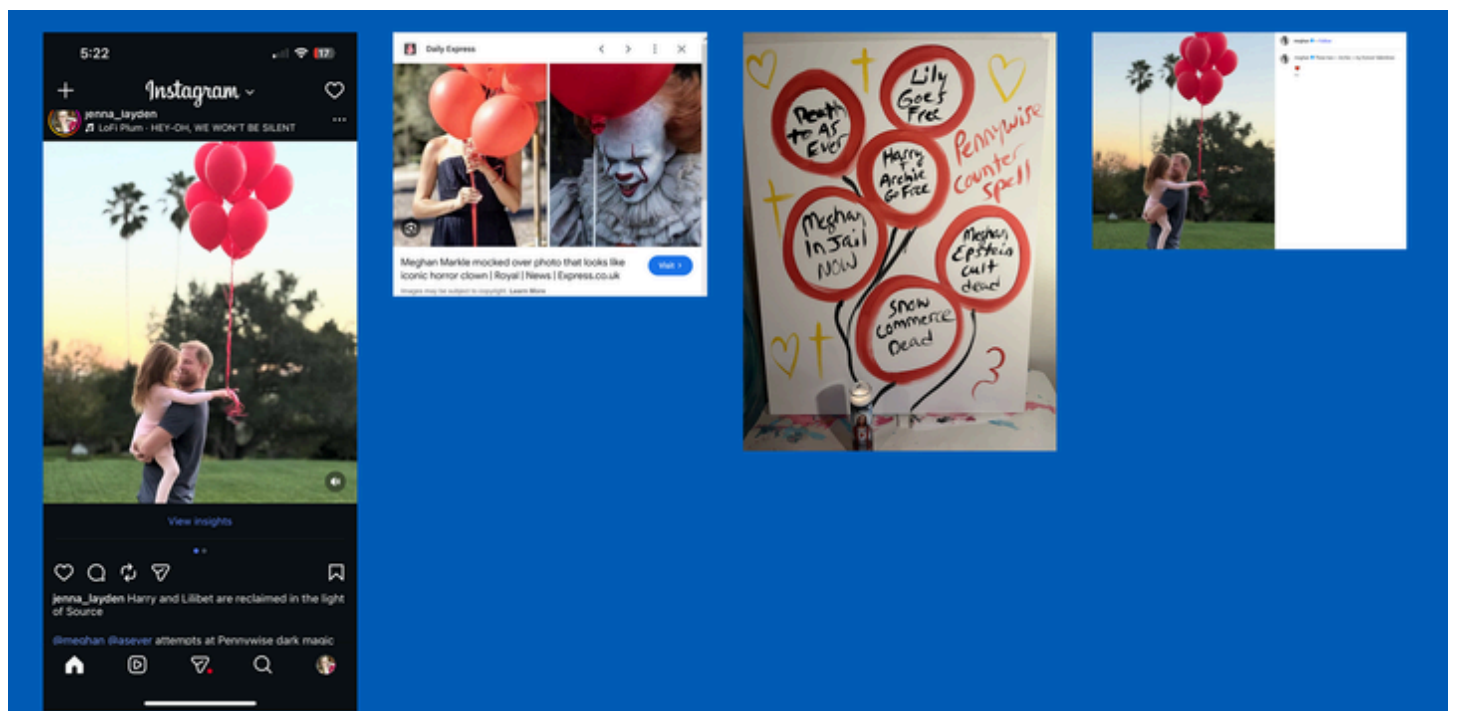 5:22
17
Instagram
jenna_layden
LoFi Plum · HEY-OH, WE WON'T BE SILENT
View insights
jenna_layden Harry and Lilibet are reclaimed in the light
of Source
@meghan @asever attempts at Pennywise dark magic
Daily Express
Meghan Markle mocked over photo that looks like
iconic horror clown | Royal | News | Express.co.uk
Visit >
Images may be subject to copyright. Learn More
Lily
Goes
Free
Death
to As
Ever
Pennywise
Counter
Spell
Harry
+
Archie
Go Free
Meghan
In Jail
NOW
Meghan
Epstein
cult
dead
Snow
Commerce
Dead
meghan
Follow
meghan